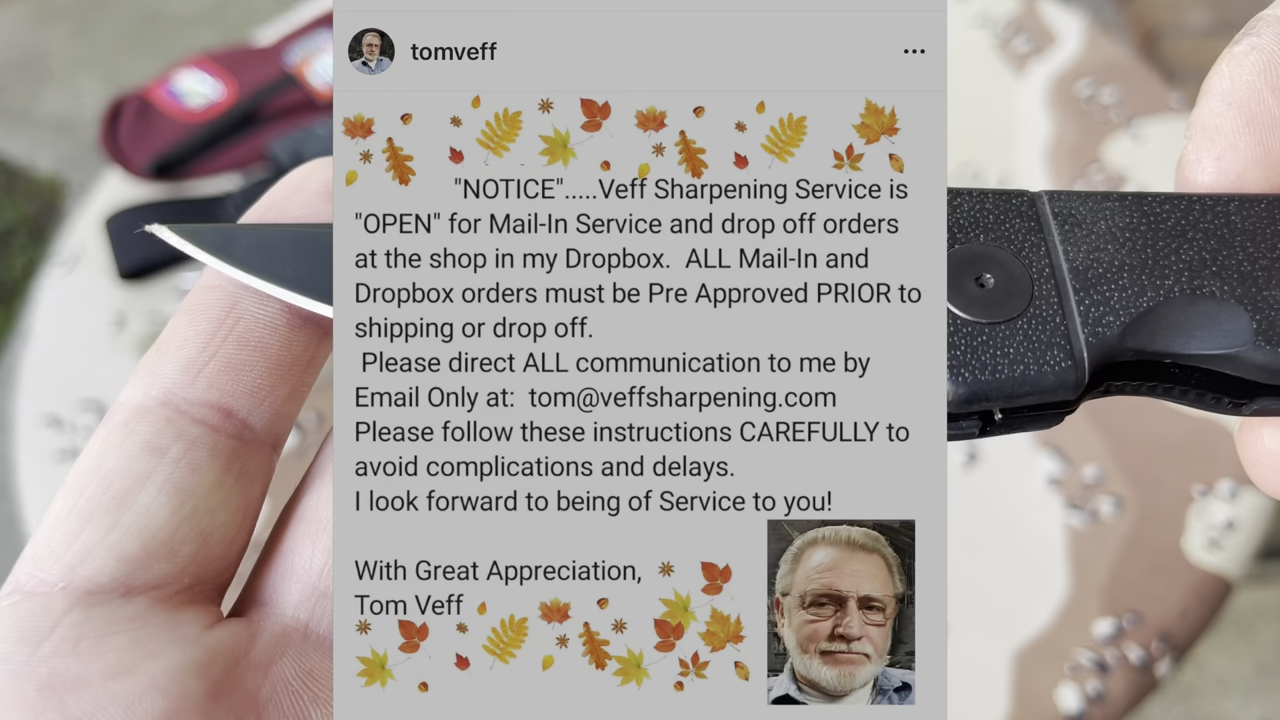 tomveff
"NOTICE".....Veff Sharpening Service is
"OPEN" for Mail-In Service and drop off orders
at the shop in my Dropbox.  ALL Mail-In and
Dropbox orders must be Pre Approved PRIOR to
shipping or drop off.
Please direct ALL communication to me by
Email Only at:  tom@veffsharpening.com
Please follow these instructions CAREFULLY to
avoid complications and delays.
I look forward to being of Service to you!
With Great Appreciation,
Tom Veff